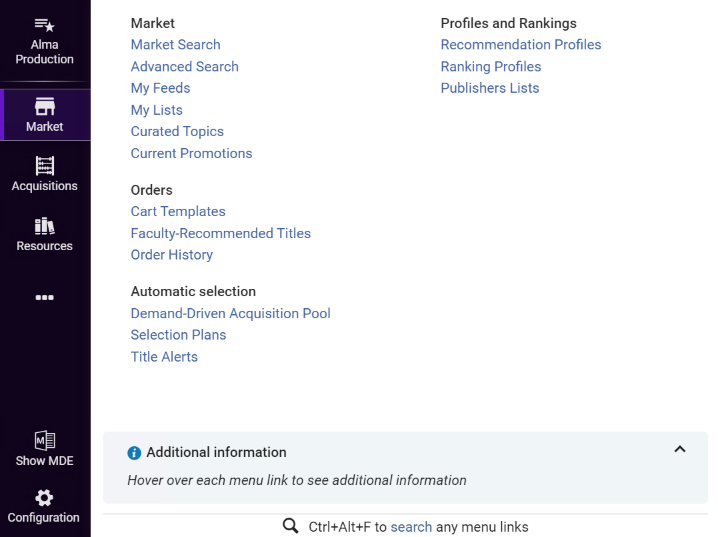 Alma
Production
Market
Acquisitions
Resources
Show MDE
Configuration
Market
Market Search
Advanced Search
My Feeds
My Lists
Curated Topics
Current Promotions
Orders
Cart Templates
Faculty-Recommended Titles
Order History
Automatic selection
Demand-Driven Acquisition Pool
Selection Plans
Title Alerts
Profiles and Rankings
Recommendation Profiles
Ranking Profiles
Publishers Lists
Additional information
Hover over each menu link to see additional information
Ctrl+Alt+F to search any menu links